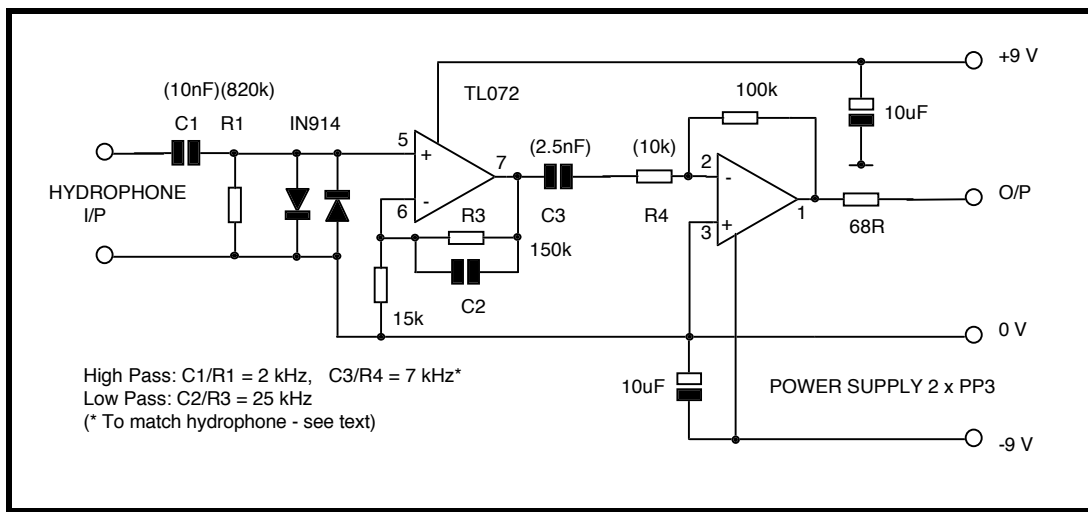 +9 V
(10nF)(820k)
TL072
100k
10uF
C1
R1
IN914
5
+
(2.5nF)
(10k)
7
2
-
HYDROPHONE
I/P
-
6
R3
C3
R4
+
3
1
O/P
68R
150k
C2
15k
0 V
High Pass: C1/R1 = 2 kHz, C3/R4 = 7 kHz*
Low Pass: C2/R3 = 25 kHz
(* To match hydrophone - see text)
10uF
POWER SUPPLY 2 x PP3
-9 V